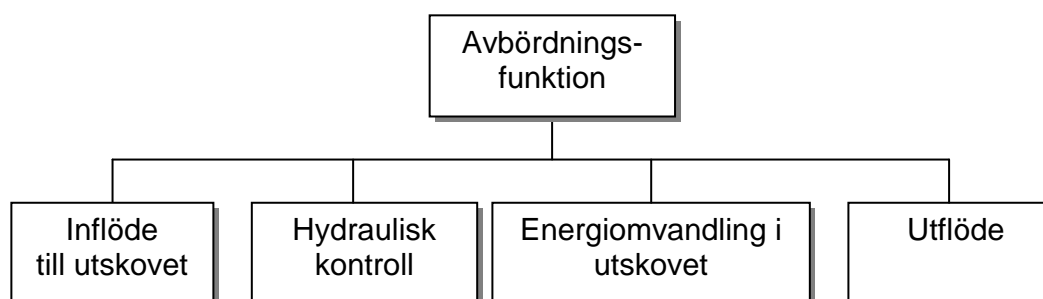 Avbördnings-
funktion
Inflöde
till utskovet
Hydraulisk
kontroll
Energiomvandling i
utskovet
Utflöde